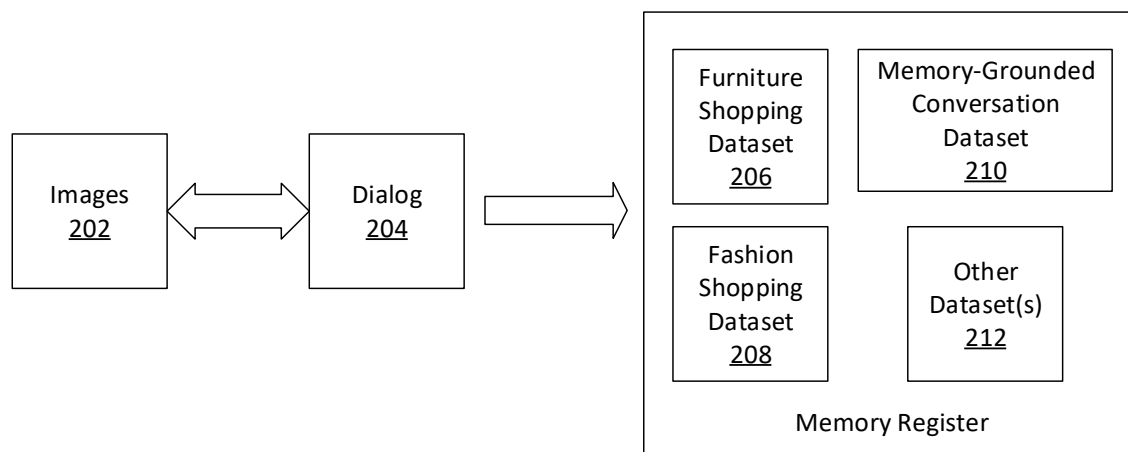 Images
202
Dialog
204
Furniture
Shopping
Dataset
206
Memory-Grounded
Conversation
Dataset
210
Fashion
Shopping
Dataset
208
Other
Dataset(s)
212
Memory Register